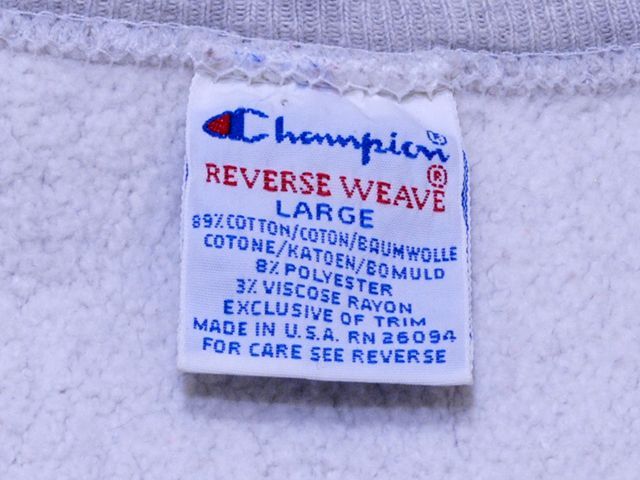 Champion®
REVERSE WEAVE®
LARGE
89% COTTON/COTON/BAUMWOLLE
COTONE/KATOEN/BOMULD
8% POLYESTER
3% VISCOSE RAYON
EXCLUSIVE OF TRIM
MADE IN U.S.A. RN 26094
FOR CARE SEE REVERSE